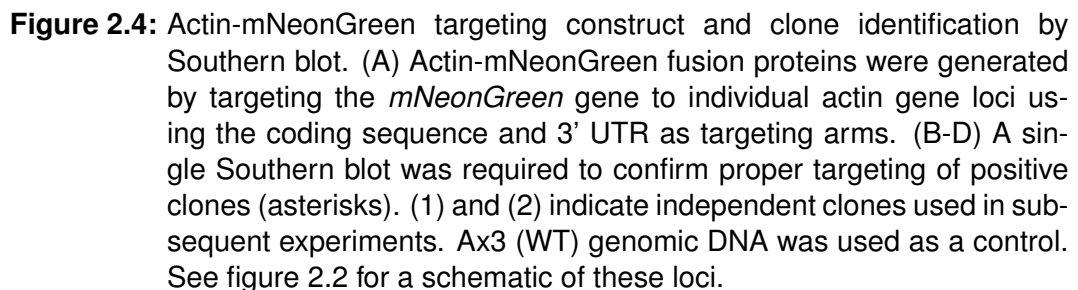 Figure 2.4: Actin-mNeonGreen targeting construct and clone identification by
Southern blot. (A) Actin-mNeonGreen fusion proteins were generated
by targeting the mNeonGreen gene to individual actin gene loci us-
ing the coding sequence and 3' UTR as targeting arms. (B-D) A sin-
gle Southern blot was required to confirm proper targeting of positive
clones (asterisks). (1) and (2) indicate independent clones used in sub-
sequent experiments. Ax3 (WT) genomic DNA was used as a control.
See figure 2.2 for a schematic of these loci.